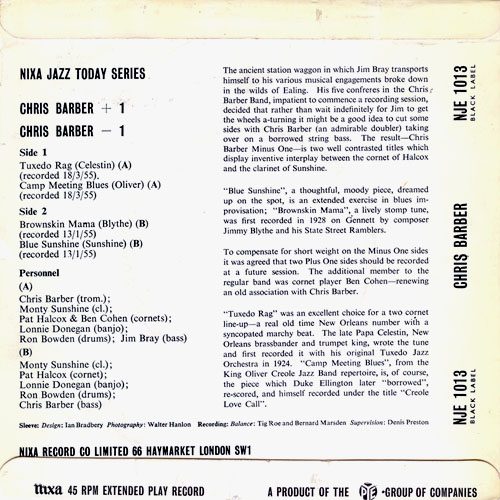 NIXA JAZZ TODAY SERIES
CHRIS BARBER + 1
CHRIS BARBER − 1
Side 1
Tuxedo Rag (Celestin) (A)
(recorded 18/3/55),
Camp Meeting Blues (Oliver) (A)
(recorded 18/3/55)
Side 2
Brownskin Mama (Blythe) (B)
(recorded 13/1/55)
Blue Sunshine (Sunshine) (B)
(recorded 13/1/55)
Personnel
(A)
Chris Barber (trom.);
Monty Sunshine (cl.);
Pat Halcox & Ben Cohen (cornets);
Lonnie Donegan (banjo);
Ron Bowden (drums); Jim Bray (bass)
(B)
Monty Sunshine (cl.);
Pat Halcox (cornet);
Lonnie Donegan (banjo);
Ron Bowden (drums);
Chris Barber (bass)
The ancient station waggon in which Jim Bray transports
himself to his various musical engagements broke down
in the wilds of Ealing. His five confreres in the Chris
Barber Band, impatient to commence a recording session,
decided that rather than wait indefinitely for Jim to get
the wheels a-turning it might be a good idea to cut some
sides with Chris Barber (an admirable doubler) taking
over on a borrowed string bass. The result—Chris
Barber Minus One—is two well contrasted titles which
display inventive interplay between the cornet of Halcox
and the clarinet of Sunshine.
"Blue Sunshine", a thoughtful, moody piece, dreamed
up on the spot, is an extended exercise in blues im-
provisation; "Brownskin Mama", a lively stomp tune,
was first recorded in 1928 on Gennett by composer
Jimmy Blythe and his State Street Ramblers.
To compensate for short weight on the Minus One sides
it was agreed that two Plus One sides should be recorded
at a future session. The additional member to the
regular band was cornet player Ben Cohen—renewing
an old association with Chris Barber.
"Tuxedo Rag" was an excellent choice for a two cornet
line-up—a real old time New Orleans number with a
syncopated marchy beat. The late Papa Celestin, New
Orleans brassbander and trumpet king, wrote the tune
and first recorded it with his original Tuxedo Jazz
Orchestra in 1924. "Camp Meeting Blues", from the
King Oliver Creole Jazz Band repertoire, is, of course,
the piece which Duke Ellington later "borrowed",
re-scored, and himself recorded under the title "Creole
Love Call".
NJE 1013
BLACK LABEL
CHRIS BARBER
NJE 1013
BLACK LABEL
Sleeve: Design: Ian Bradbery Photography: Walter Hanlon Recording: Balance: Tig Roe and Bernard Marsden Supervision: Denis Preston
NIXA RECORD CO LIMITED 66 HAYMARKET LONDON SW1
nixa 45 RPM EXTENDED PLAY RECORD
A PRODUCT OF THE PYE · GROUP OF COMPANIES